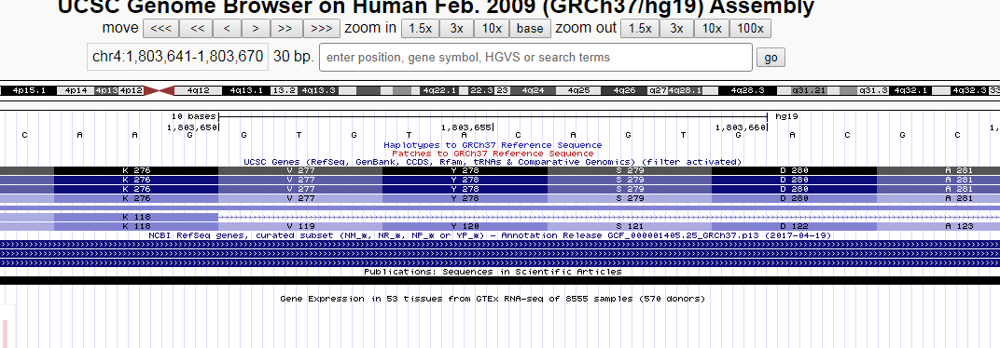 UCSC Genome Browser on Human Feb. 2009 (GRCh37/hg19) Assembly
move <<< << < > >> >>> zoom in 1.5x 3x 10x base zoom out 1.5x 3x 10x 100x
chr4:1,803,641-1,803,670 30 bp. enter position, gene symbol, HGVS or search terms go
4p15.1 4p14 4p13 4p12 4q12 4q13.1 13.2 4q13.3 4q22.1 22.3 23 4q24 4q25 4q26 q27 4q28.1 4q28.3 q31.21 q31.3 4q32.1 4q32.3 33
10 bases hg19
1,803,650| 1,803,655| 1,803,660| 1,
C A A G G T G T A C A G T G A C G C
Haplotypes to GRCh37 Reference Sequence
Patches to GRCh37 Reference Sequence
UCSC Genes (RefSeq, GenBank, CCDS, Rfam, tRNAs & Comparative Genomics) (filter activated)
K 276 V 277 Y 278 S 279 D 280 A 281
K 276 V 277 Y 278 S 279 D 280 A 281
K 276 V 277 Y 278 S 279 D 280 A 281
K 276 V 277 Y 278 S 279 D 280 A 281
K 118
K 118 V 119 Y 120 S 121 D 122 A 123
NCBI RefSeq genes, curated subset (NM_*, NR_*, NP_* or YP_*) - Annotation Release GCF_000001405.25_GRCh37.p13 (2017-04-19)
Publications: Sequences in Scientific Articles
Gene Expression in 53 tissues from GTEx RNA-seq of 8555 samples (570 donors)